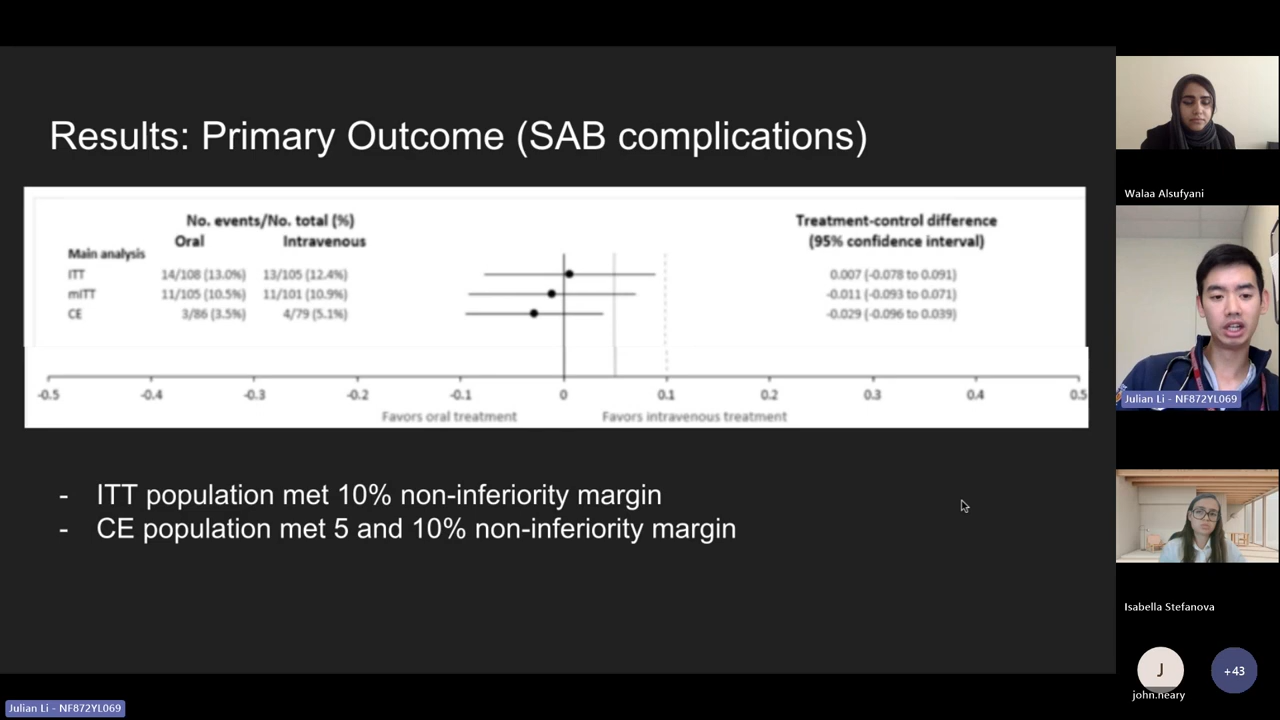 Results: Primary Outcome (SAB complications)
No. events/No. total (%)
Oral Intravenous
Treatment-control difference
(95% confidence interval)
Main analysis
ITT 14/108 (13.0%) 13/105 (12.4%) 0.007 (-0.078 to 0.091)
mITT 11/105 (10.5%) 11/101 (10.9%) -0.011 (-0.093 to 0.071)
CE 3/86 (3.5%) 4/79 (5.1%) -0.029 (-0.096 to 0.039)
-0.5 -0.4 -0.3 -0.2 -0.1 0 0.1 0.2 0.3 0.4 0.5
Favors oral treatment Favors intravenous treatment
- ITT population met 10% non-inferiority margin
- CE population met 5 and 10% non-inferiority margin
Walaa Alsufyani
Julian Li - NF872YL069
Isabella Stefanova
J
+43
john.neary
Julian Li - NF872YL069